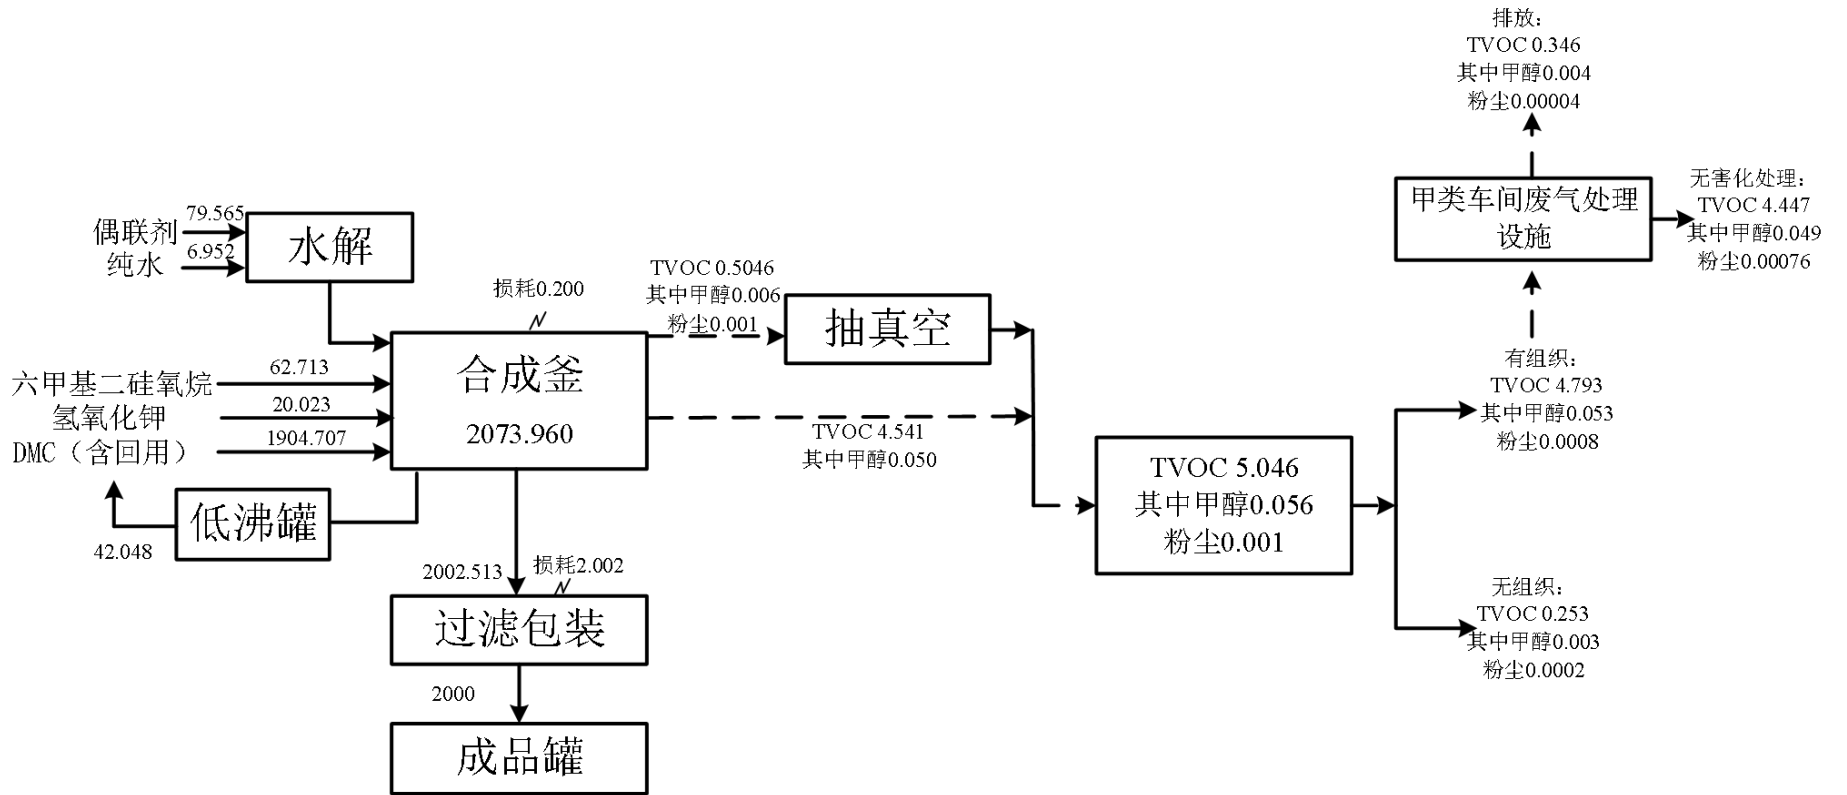 排放：
TVOC 0.346
其中甲醇0.004
粉尘0.00004
甲类车间废气处理
设施
无害化处理：
TVOC 4.447
其中甲醇0.049
粉尘0.00076
79.565
偶联剂
纯水
6.952
水解
损耗0.200
TVOC 0.5046
其中甲醇0.006
粉尘0.001
抽真空
合成釜
2073.960
六甲基二硅氧烷
62.713
氢氧化钾
20.023
DMC（含回用）
1904.707
TVOC 4.541
其中甲醇0.050
有组织：
TVOC 4.793
其中甲醇0.053
粉尘0.0008
TVOC 5.046
其中甲醇0.056
粉尘0.001
低沸罐
42.048
2002.513
损耗2.002
过滤包装
无组织：
TVOC 0.253
其中甲醇0.003
粉尘0.0002
2000
成品罐